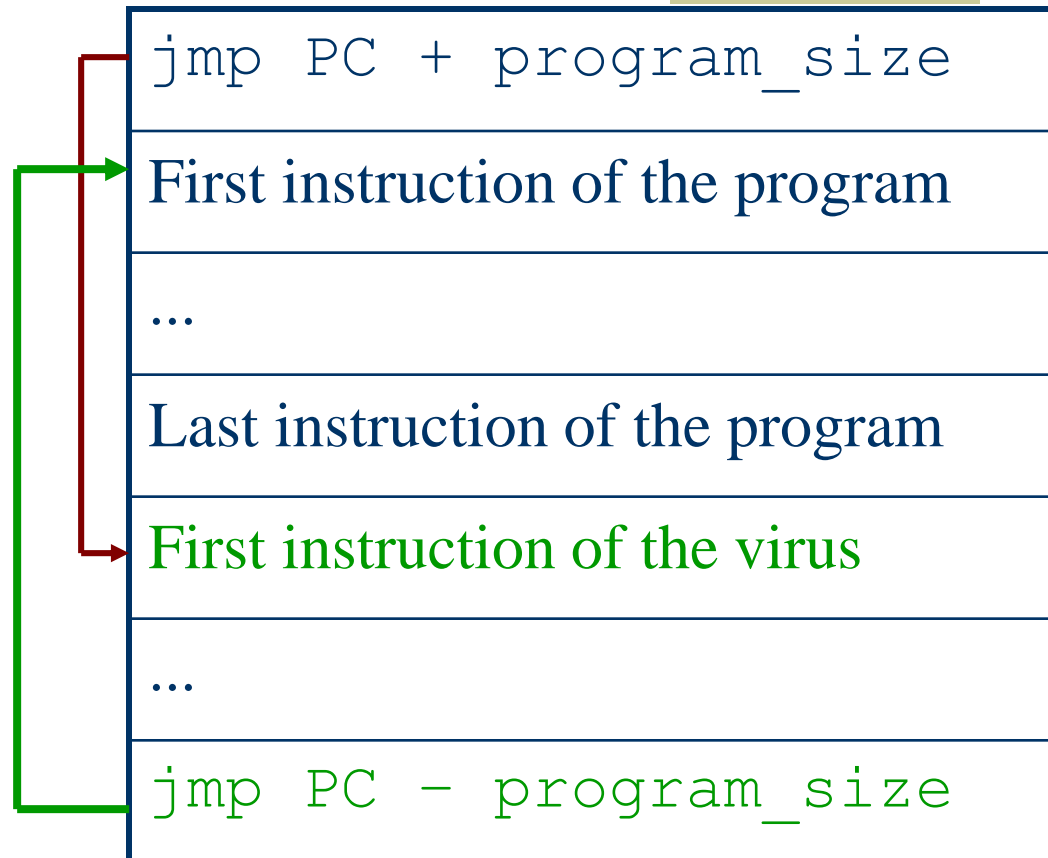 jmp PC + program_size
First instruction of the program
...
Last instruction of the program
First instruction of the virus
...
jmp PC – program_size